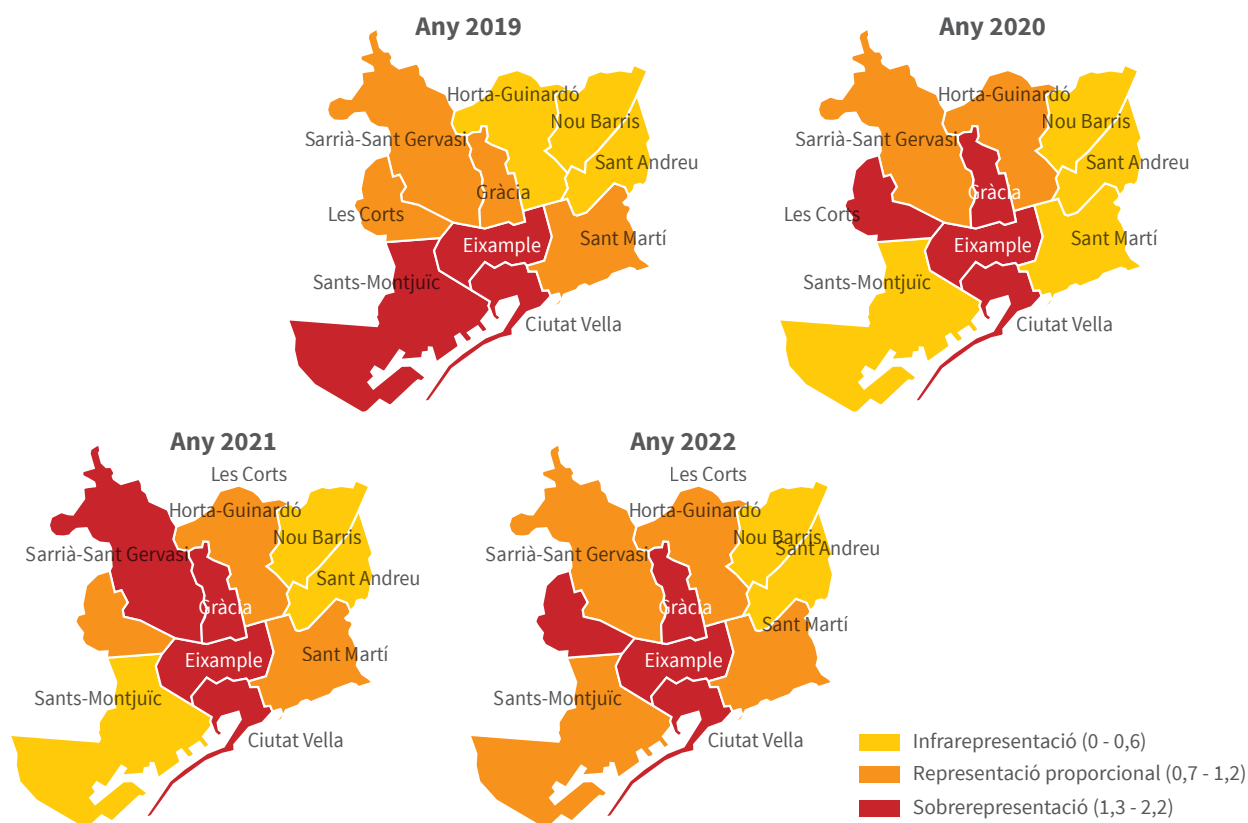 Any 2019
Horta-Guinardó
Nou Barris
Sarrià-Sant Gervasi
Sant Andreu
Gràcia
Les Corts
Sant Martí
Eixample
Sants-Montjuïc
Ciutat Vella
Any 2020
Horta-Guinardó
Nou Barris
Sarrià-Sant Gervasi
Sant Andreu
Gràcia
Les Corts
Sant Martí
Eixample
Sants-Montjuïc
Ciutat Vella
Any 2021
Les Corts
Horta-Guinardó
Nou Barris
Sarrià-Sant Gervasi
Sant Andreu
Gràcia
Sant Martí
Eixample
Sants-Montjuïc
Ciutat Vella
Any 2022
Les Corts
Horta-Guinardó
Nou Barris
Sant Andreu
Sarrià-Sant Gervasi
Gràcia
Sant Martí
Eixample
Sants-Montjuïc
Ciutat Vella
Infrarepresentació (0 - 0,6)
Representació proporcional (0,7 - 1,2)
Sobrerepresentació (1,3 - 2,2)